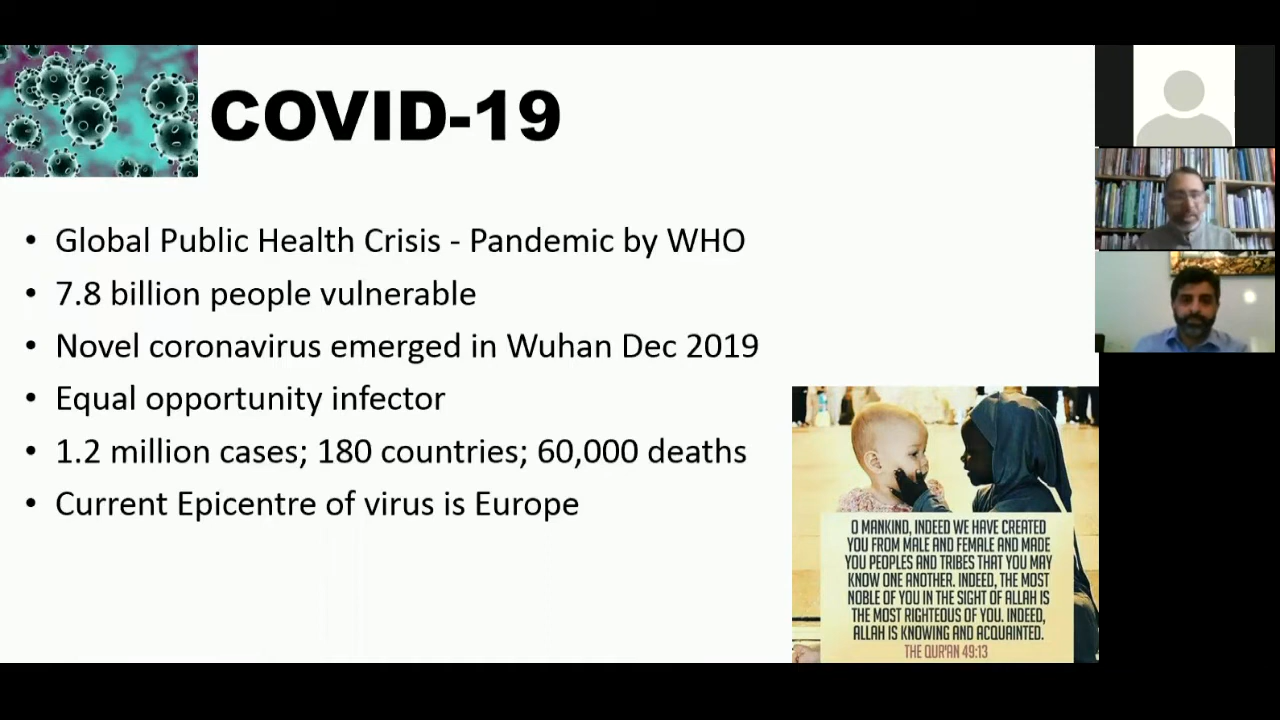 COVID-19
• Global Public Health Crisis - Pandemic by WHO
• 7.8 billion people vulnerable
• Novel coronavirus emerged in Wuhan Dec 2019
• Equal opportunity infector
• 1.2 million cases; 180 countries; 60,000 deaths
• Current Epicentre of virus is Europe
O MANKIND, INDEED WE HAVE CREATED
YOU FROM MALE AND FEMALE AND MADE
YOU PEOPLES AND TRIBES THAT YOU MAY
KNOW ONE ANOTHER. INDEED, THE MOST
NOBLE OF YOU IN THE SIGHT OF ALLAH IS
THE MOST RIGHTEOUS OF YOU. INDEED,
ALLAH IS KNOWING AND ACQUAINTED.
THE QUR'AN 49:13